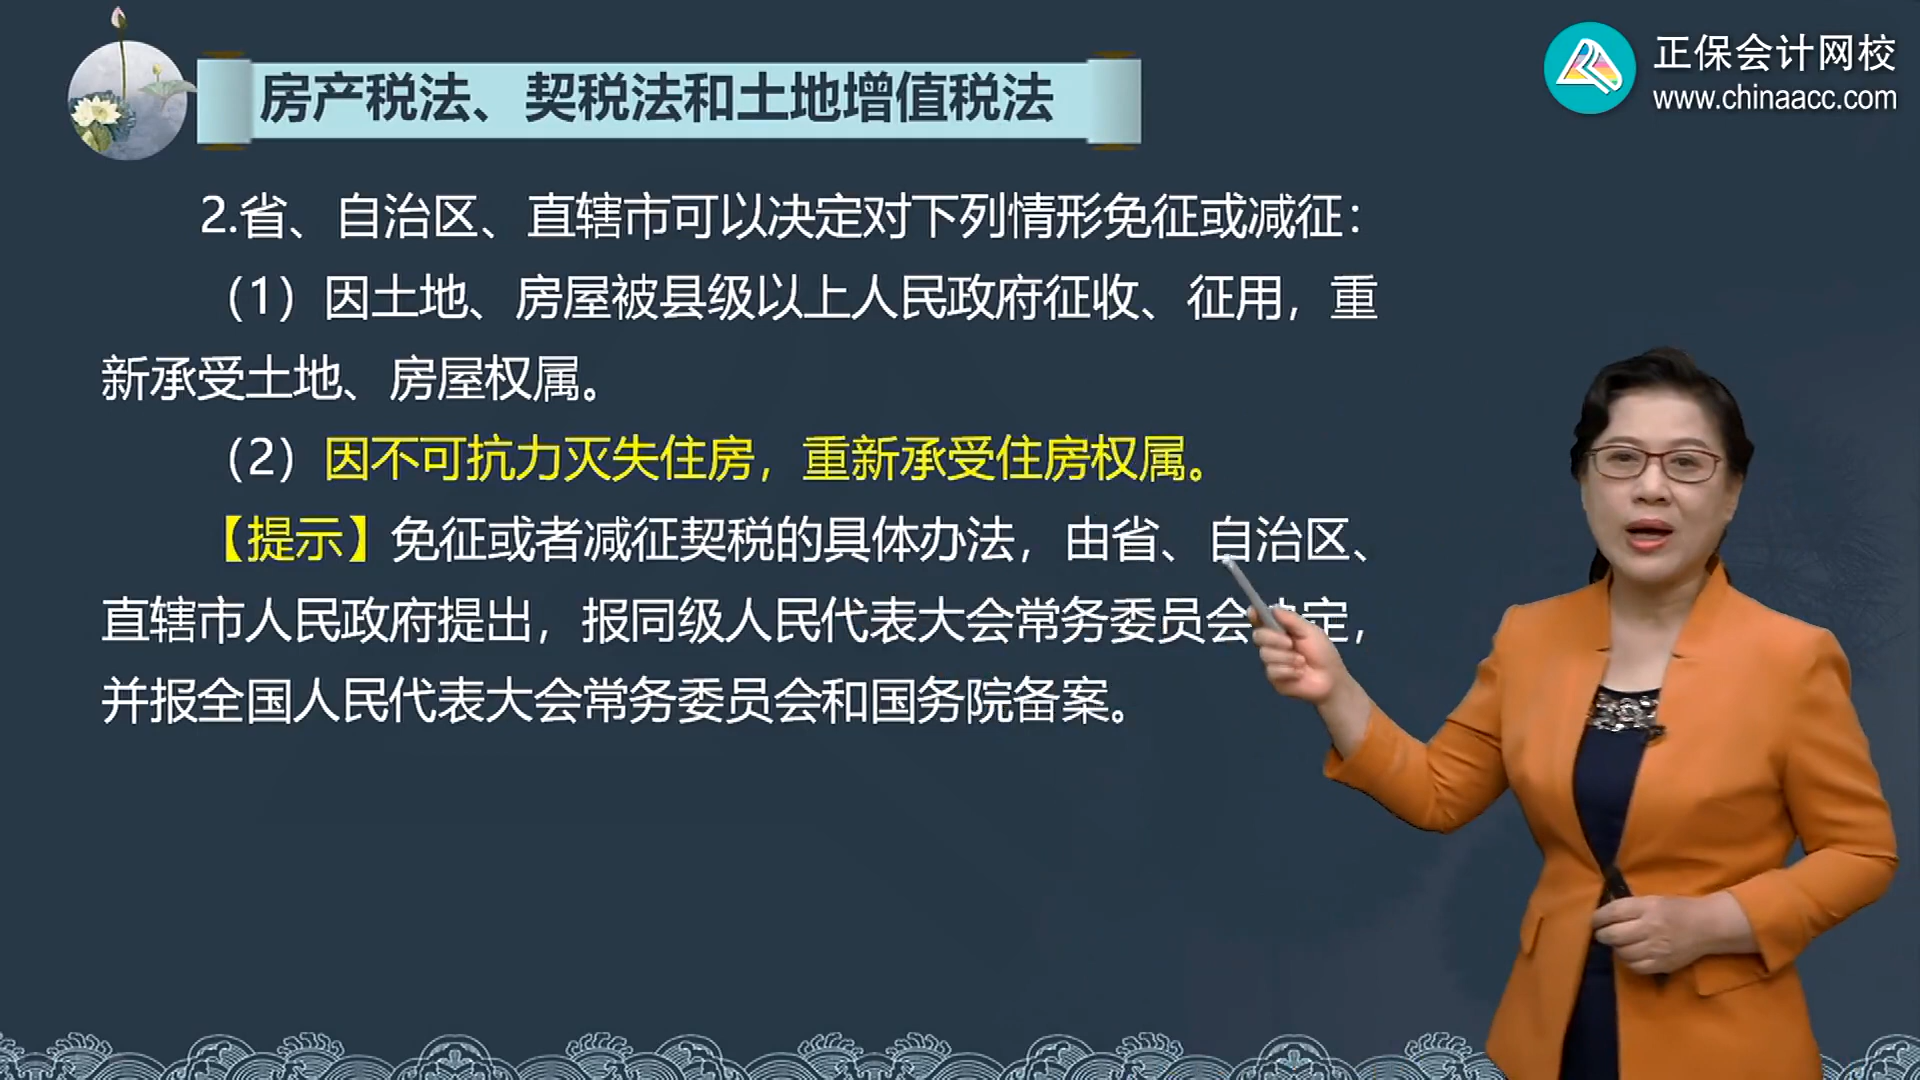 正保会计网校
www.chinaacc.com
房产税法、契税法和土地增值税法
2.省、自治区、直辖市可以决定对下列情形免征或减征：
（1）因土地、房屋被县级以上人民政府征收、征用，重
新承受土地、房屋权属。
（2）因不可抗力灭失住房，重新承受住房权属。
【提示】免征或者减征契税的具体办法，由省、自治区、
直辖市人民政府提出，报同级人民代表大会常务委员会决定，
并报全国人民代表大会常务委员会和国务院备案。